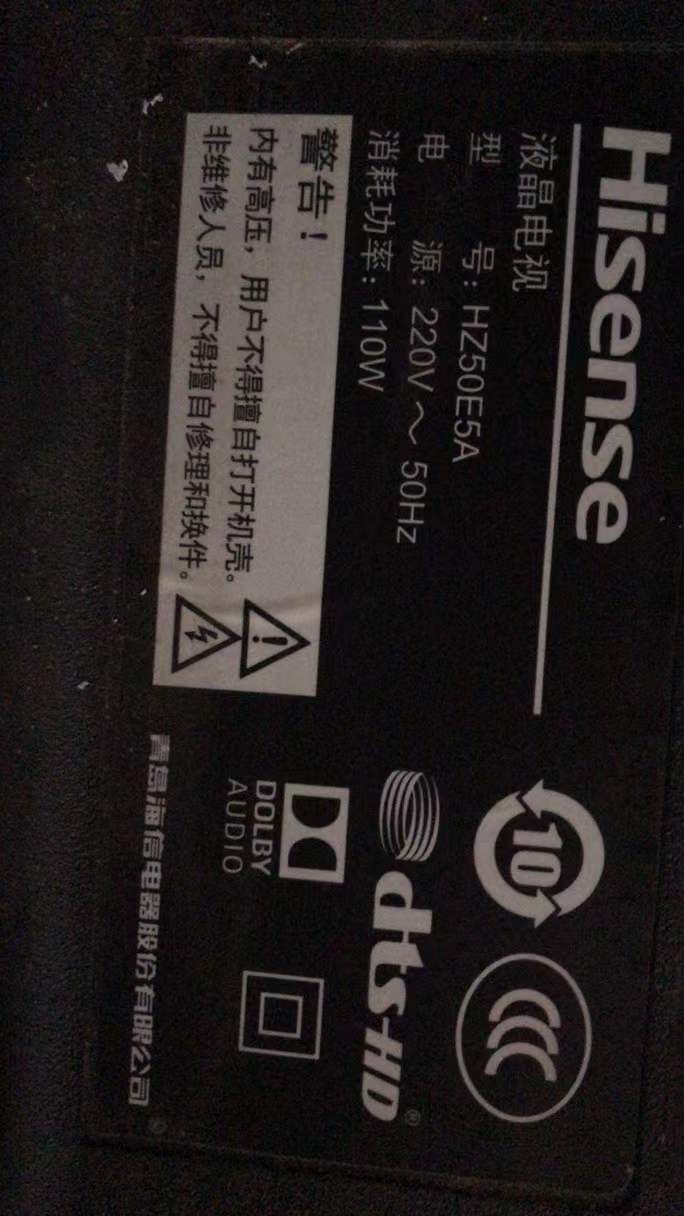 Hisense
液晶电视
型 号: HZ50E5A
电 源: 220V ~ 50Hz
消耗功率: 110W
警告!
内有高压,用户不得擅自打开机壳。
非维修人员,不得擅自修理和换件。
10
CCC
dts-HD®
DOLBY
AUDIO
青岛海信电器股份有限公司